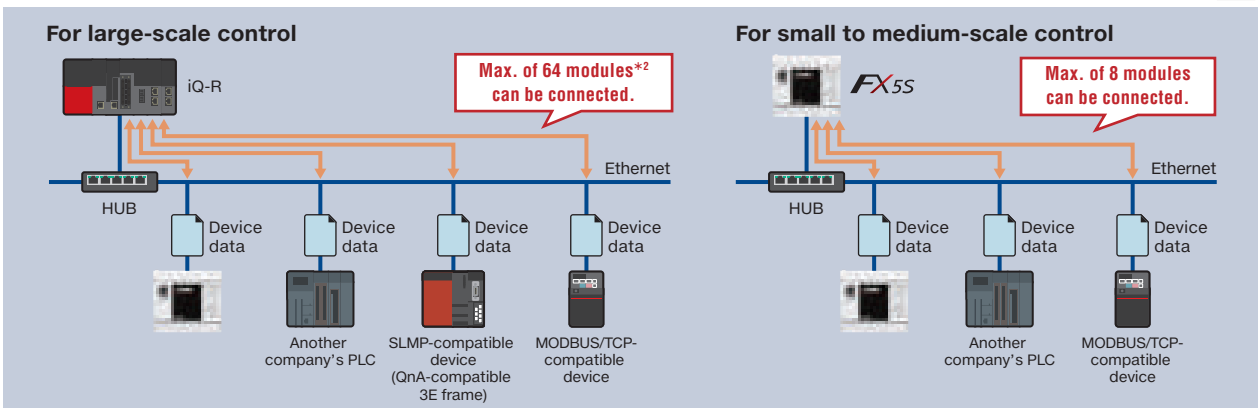 For large-scale control
iQ-R
Max. of 64 modules*2
can be connected.
Ethernet
HUB
Device
data
Device
data
Device
data
Device
data
Another
company's PLC
SLMP-compatible
device
(QnA-compatible
3E frame)
MODBUS/TCP-
compatible
device
For small to medium-scale control
FX5S
Max. of 8 modules
can be connected.
Ethernet
HUB
Device
data
Device
data
Device
data
Another
company's PLC
MODBUS/TCP-
compatible
device